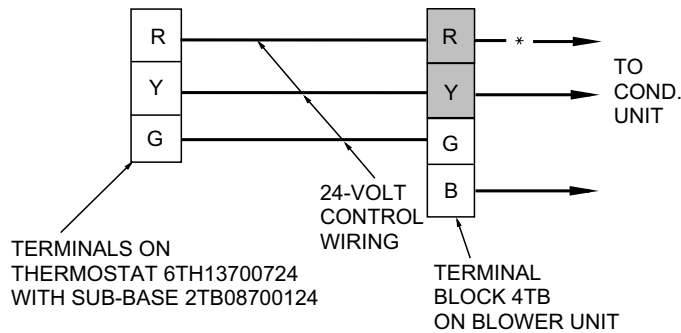 R
Y
G
R
Y
G
B
*
TO
COND.
UNIT
24-VOLT
CONTROL
WIRING
TERMINALS ON
THERMOSTAT 6TH13700724
WITH SUB-BASE 2TB08700124
TERMINAL
BLOCK 4TB
ON BLOWER UNIT